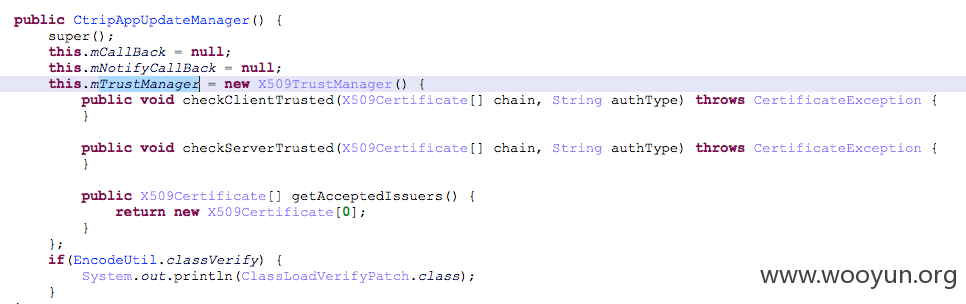 public CtripAppUpdateManager() {
super();
this.mCallBack = null;
this.mNotifyCallBack = null;
this.mTrustManager = new X509TrustManager() {
public void checkClientTrusted(X509Certificate[] chain, String authType) throws CertificateException {
}
public void checkServerTrusted(X509Certificate[] chain, String authType) throws CertificateException {
}
public X509Certificate[] getAcceptedIssuers() {
return new X509Certificate[0];
}
};
if(EncodeUtil.classVerify) {
System.out.println(ClassLoadVerifyPatch.class);
}
www.wooyun.org